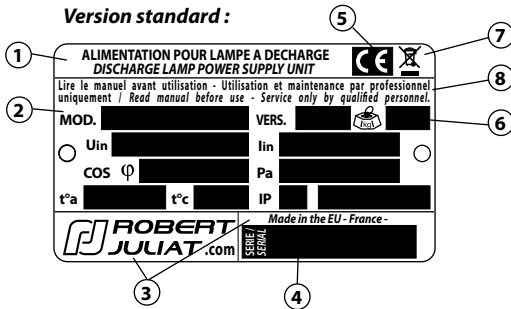 Version standard :
5
7
1
ALIMENTATION POUR LAMPE A DECHARGE
DISCHARGE LAMP POWER SUPPLY UNIT
CE
8
Lire le manuel avant utilisation - Utilisation et maintenance par professionnel
uniquement / Read manual before use - Service only by qualified personnel.
2
MOD. VERS. kg
6
Uin Iin
COS φ Pa
t°a t°c IP
ROBERT
JULIAT.com
Made in the EU - France -
SERIE /
SERIAL
3
4